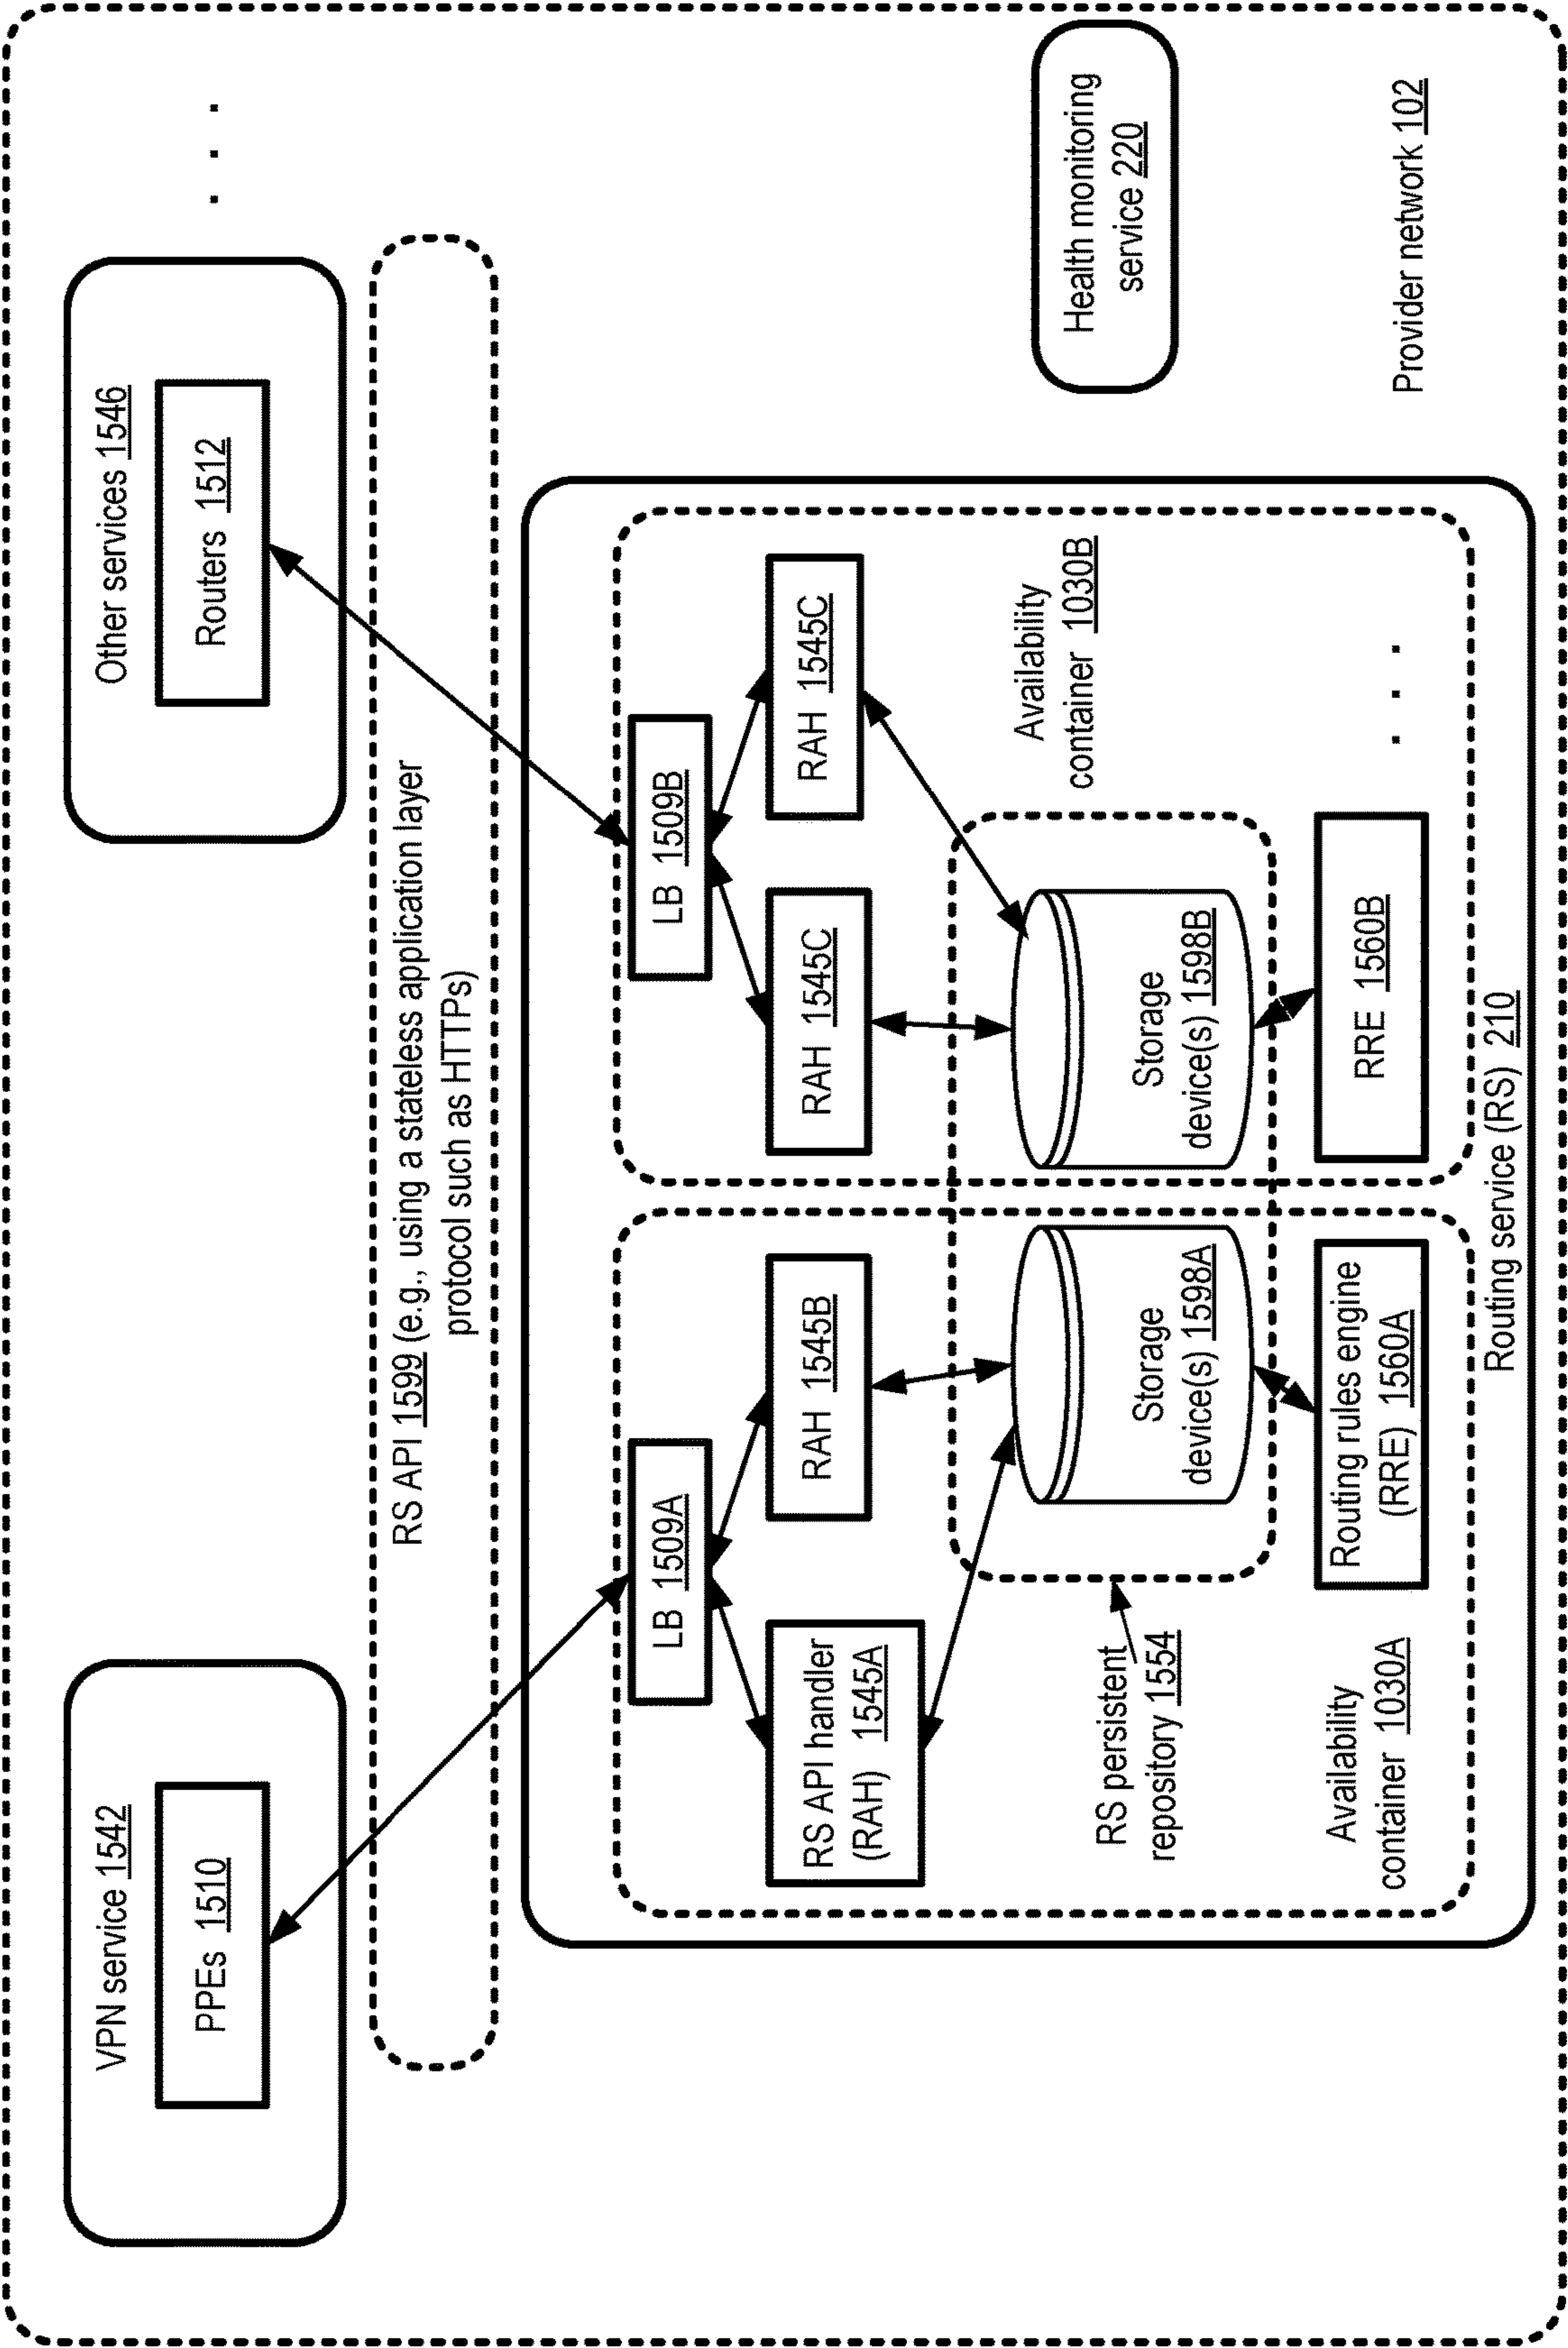 VPN service 1542
PPEs 1510
Other services 1546
Routers 1512
. . .
RS API 1599 (e.g., using a stateless application layer
protocol such as HTTPs)
LB 1509A
RS API handler
(RAH) 1545A
RAH 1545B
RS persistent
repository 1554
Storage
device(s) 1598A
Availability
container 1030A
Routing rules engine
(RRE) 1560A
LB 1509B
RAH 1545C
RAH 1545C
Storage
device(s) 1598B
Availability
container 1030B
RRE 1560B
. . .
Routing service (RS) 210
Health monitoring
service 220
Provider network 102